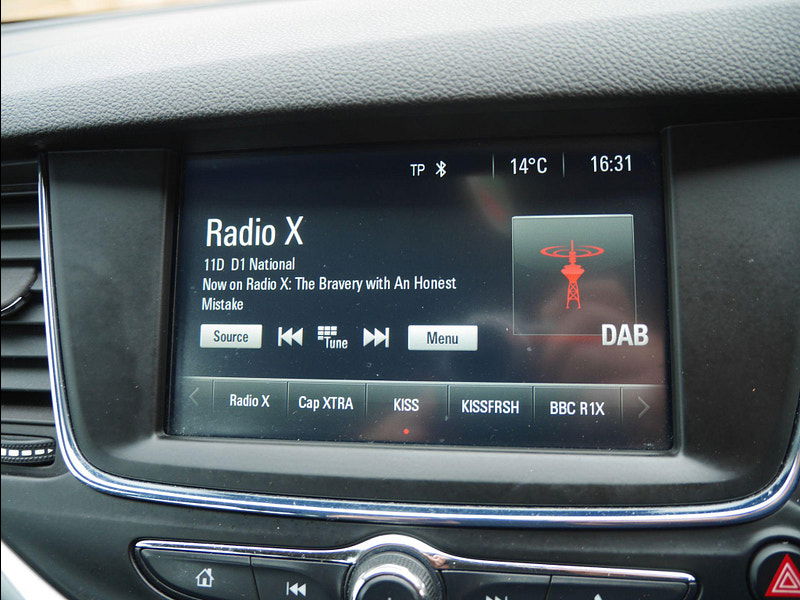 TP 14°C 16:31
Radio X
11D D1 National
Now on Radio X: The Bravery with An Honest
Mistake
DAB
Source Tune Menu
Radio X Cap XTRA KISS KISSFRSH BBC R1X